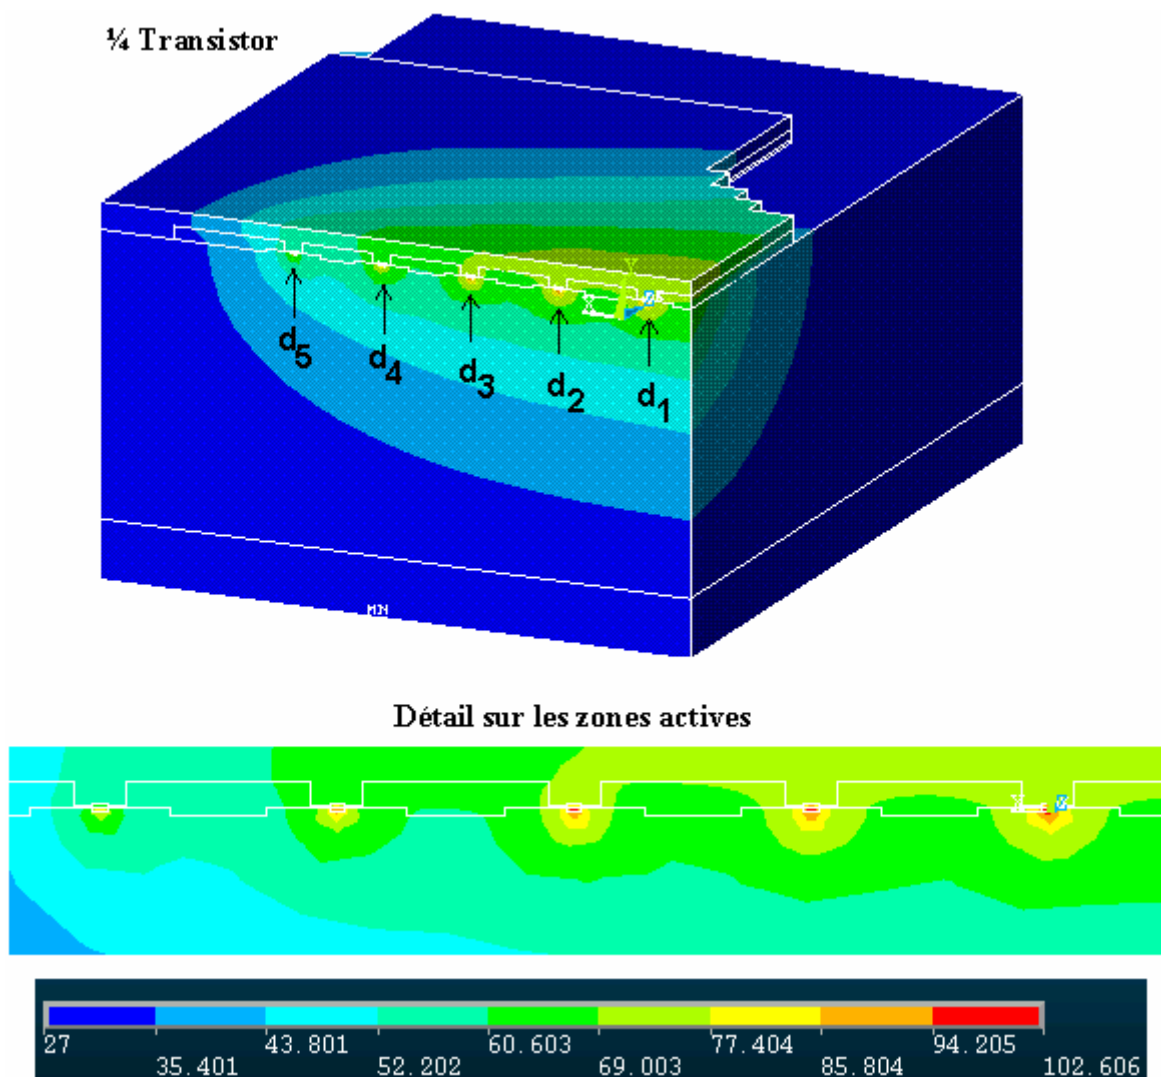 ¼ Transistor
Y
X Z
d5 d4 d3 d2 d1
MN
Détail sur les zones actives
X Z
27 43.801 60.603 77.404 94.205
35.401 52.202 69.003 85.804 102.606